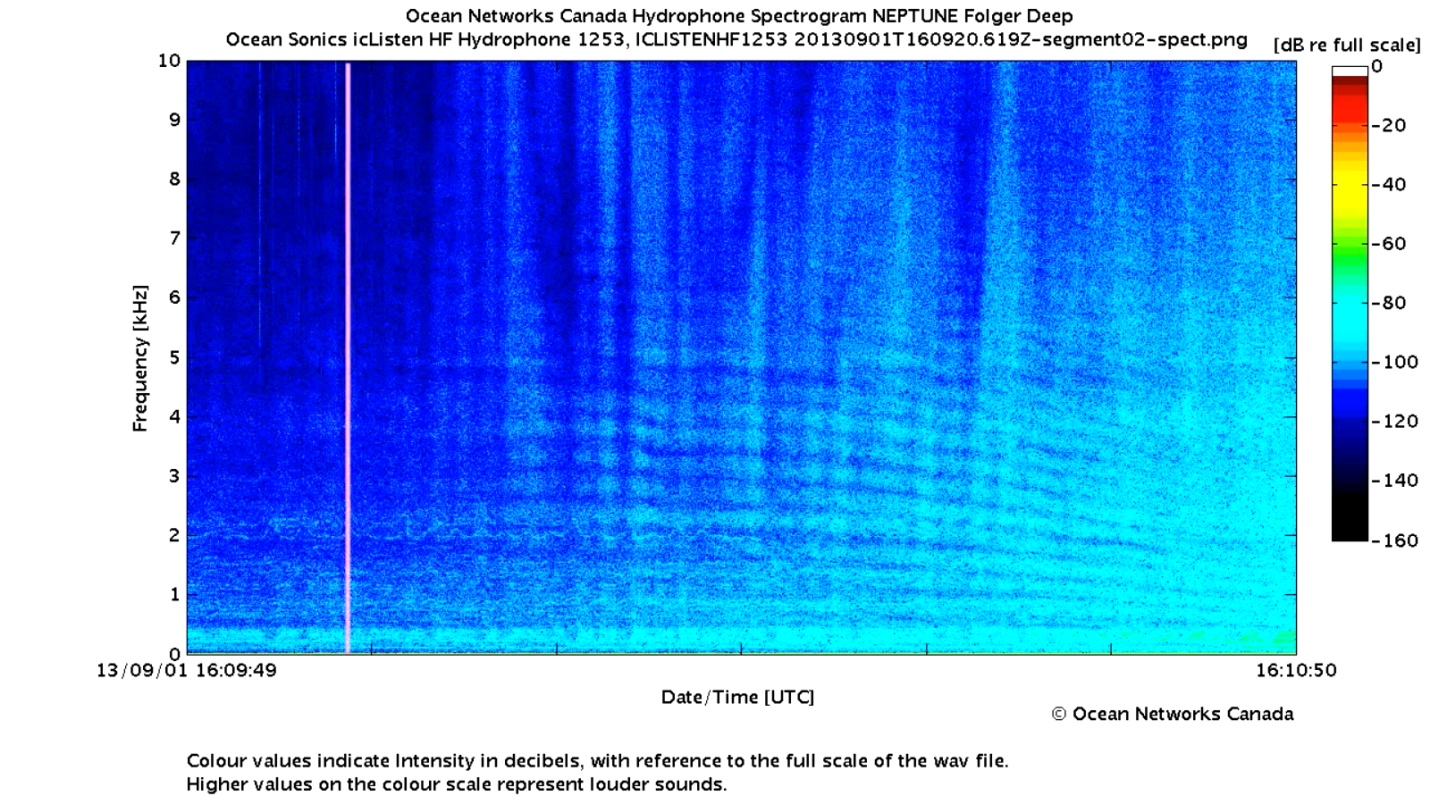 Ocean Networks Canada Hydrophone Spectrogram NEPTUNE Folger Deep
Ocean Sonics icListen HF Hydrophone 1253, ICLISTENHF1253 20130901T160920.619Z-segment02-spect.png
[dB re full scale]
10
9
8
7
6
5
4
3
2
1
0
Frequency [kHz]
0
-20
-40
-60
-80
-100
-120
-140
-160
13/09/01 16:09:49
16:10:50
Date/Time [UTC]
© Ocean Networks Canada
Colour values indicate Intensity in decibels, with reference to the full scale of the wav file.
Higher values on the colour scale represent louder sounds.